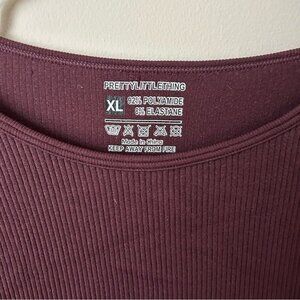 PRETTYLITTLETHING
XL
92% POLYAMIDE
8% ELASTANE
Made in China
KEEP AWAY FROM FIRE